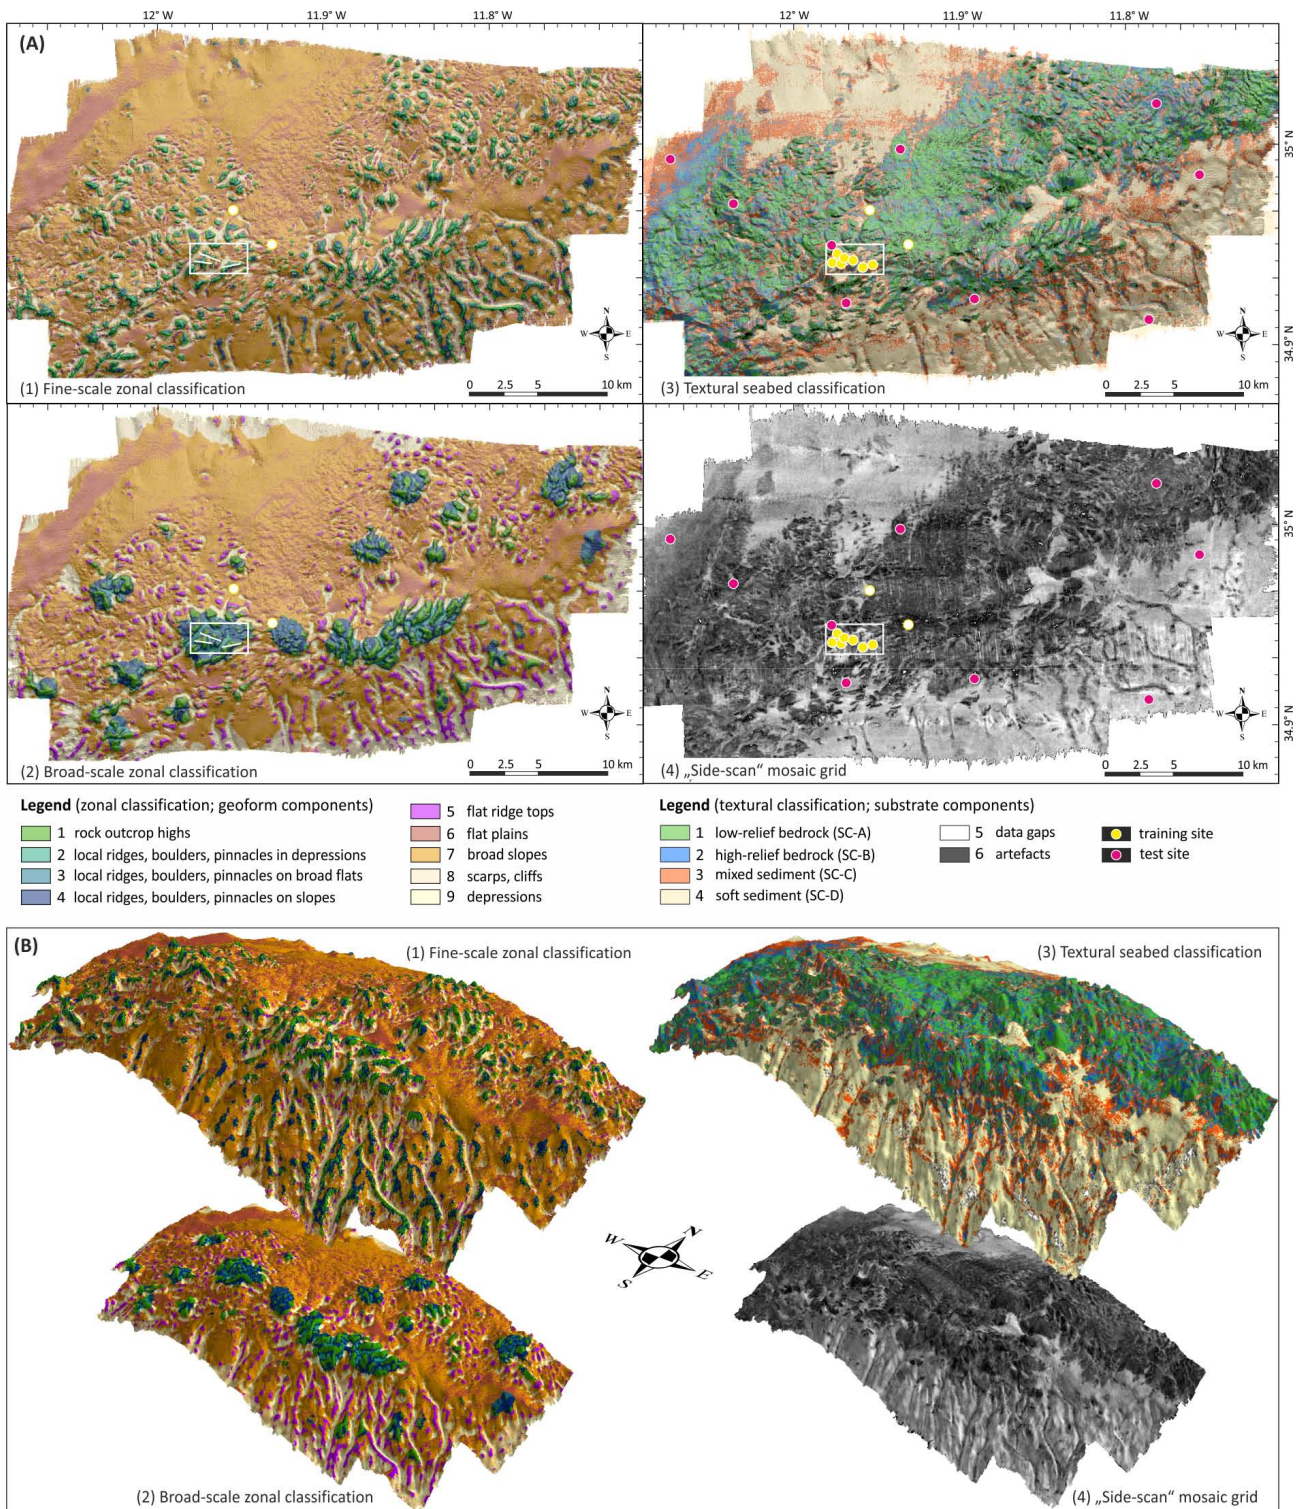 12° W 11.9° W 11.8° W
12° W 11.9° W 11.8° W
(A)
N
W E
S
(1) Fine-scale zonal classification
0 2.5 5 10 km
35° N
34.9° N
N
W E
S
(3) Textural seabed classification
0 2.5 5 10 km
N
W E
S
(2) Broad-scale zonal classification
0 2.5 5 10 km
35° N
34.9° N
N
W E
S
(4) „Side-scan“ mosaic grid
0 2.5 5 10 km
Legend (zonal classification; geoform components)
1 rock outcrop highs
2 local ridges, boulders, pinnacles in depressions
3 local ridges, boulders, pinnacles on broad flats
4 local ridges, boulders, pinnacles on slopes
5 flat ridge tops
6 flat plains
7 broad slopes
8 scarps, cliffs
9 depressions
Legend (textural classification; substrate components)
1 low-relief bedrock (SC-A)
2 high-relief bedrock (SC-B)
3 mixed sediment (SC-C)
4 soft sediment (SC-D)
5 data gaps
6 artefacts
training site
test site
(B)
(1) Fine-scale zonal classification
(3) Textural seabed classification
N
W
E
S
(2) Broad-scale zonal classification
(4) „Side-scan“ mosaic grid